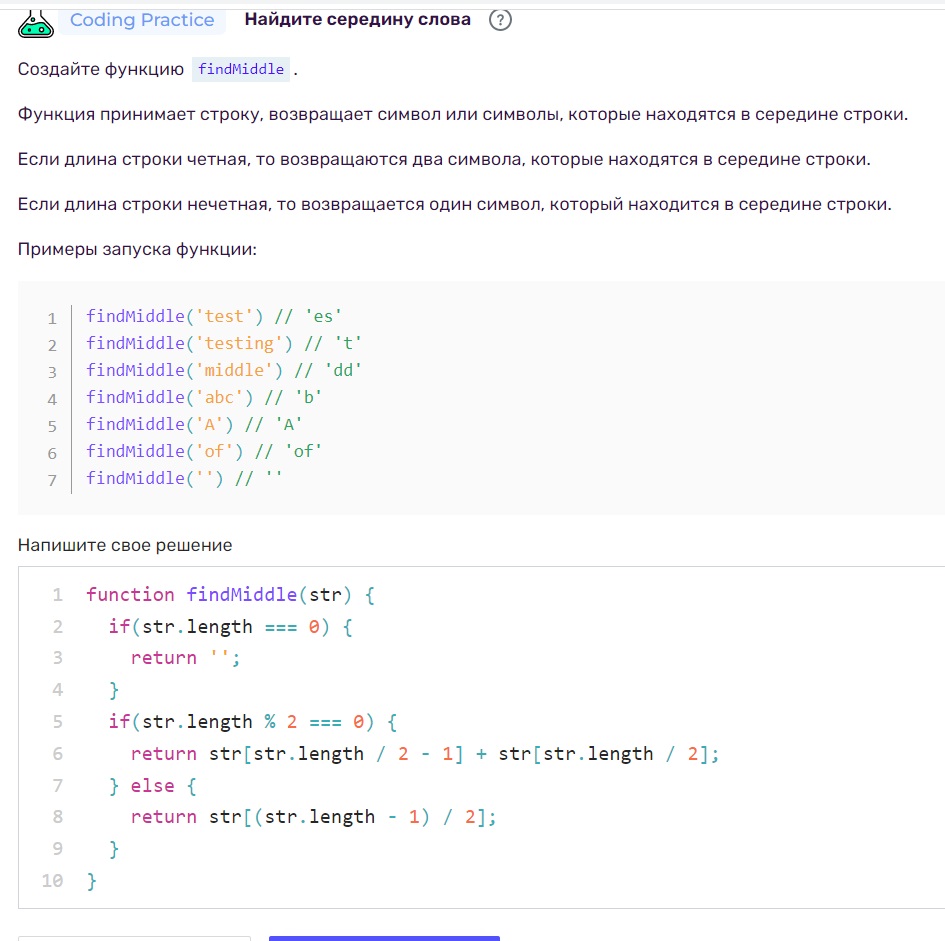 Coding Practice Найдите середину слова ?
Создайте функцию findMiddle .
Функция принимает строку, возвращает символ или символы, которые находятся в середине строки.
Если длина строки четная, то возвращаются два символа, которые находятся в середине строки.
Если длина строки нечетная, то возвращается один символ, который находится в середине строки.
Примеры запуска функции:
1 findMiddle('test') // 'es'
2 findMiddle('testing') // 't'
3 findMiddle('middle') // 'dd'
4 findMiddle('abc') // 'b'
5 findMiddle('A') // 'A'
6 findMiddle('of') // 'of'
7 findMiddle('') // ''
Напишите свое решение
1 function findMiddle(str) {
2 if(str.length === 0) {
3 return '';
4 }
5 if(str.length % 2 === 0) {
6 return str[str.length / 2 - 1] + str[str.length / 2];
7 } else {
8 return str[(str.length - 1) / 2];
9 }
10 }